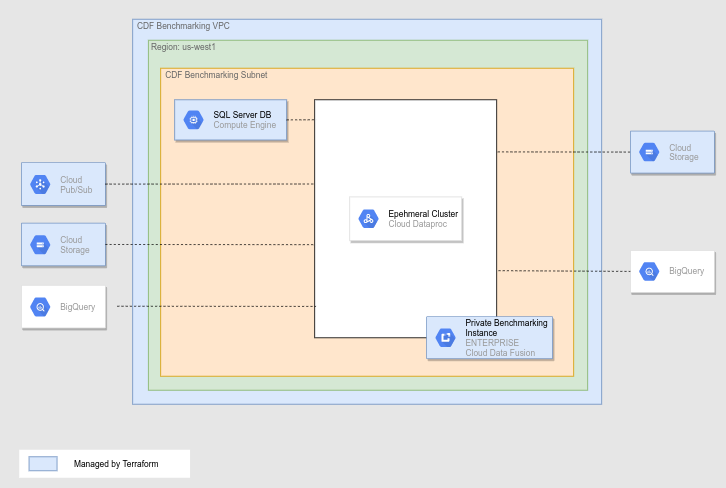 CDF Benchmarking VPC
Region: us-west1
CDF Benchmarking Subnet
SQL Server DB
Compute Engine
Cloud
Pub/Sub
Cloud
Storage
BigQuery
Epehmeral Cluster
Cloud Dataproc
Cloud
Storage
BigQuery
Private Benchmarking
Instance
ENTERPRISE
Cloud Data Fusion
Managed by Terraform